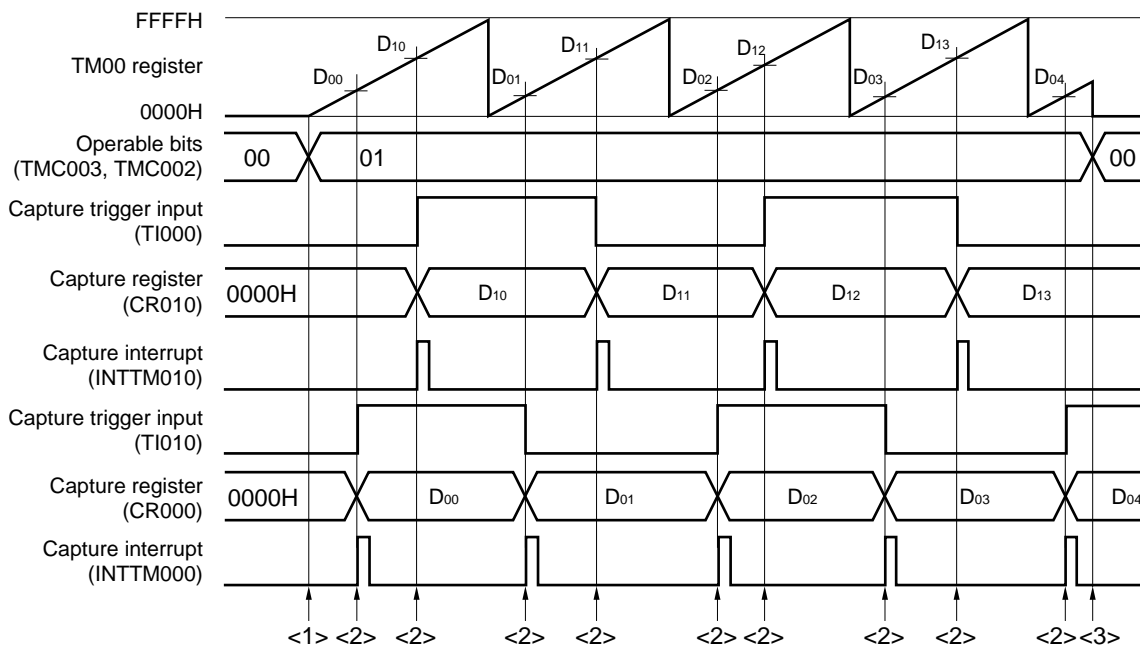 FFFFH
D10 D11 D12 D13
TM00 register
D00 D01 D02 D03 D04
0000H
Operable bits
(TMC003, TMC002)
00 01 00
Capture trigger input
(TI000)
Capture register
(CR010)
0000H D10 D11 D12 D13
Capture interrupt
(INTTM010)
Capture trigger input
(TI010)
Capture register
(CR000)
0000H D00 D01 D02 D03 D04
Capture interrupt
(INTTM000)
<1> <2> <2> <2> <2> <2> <2> <2> <2> <2> <3>